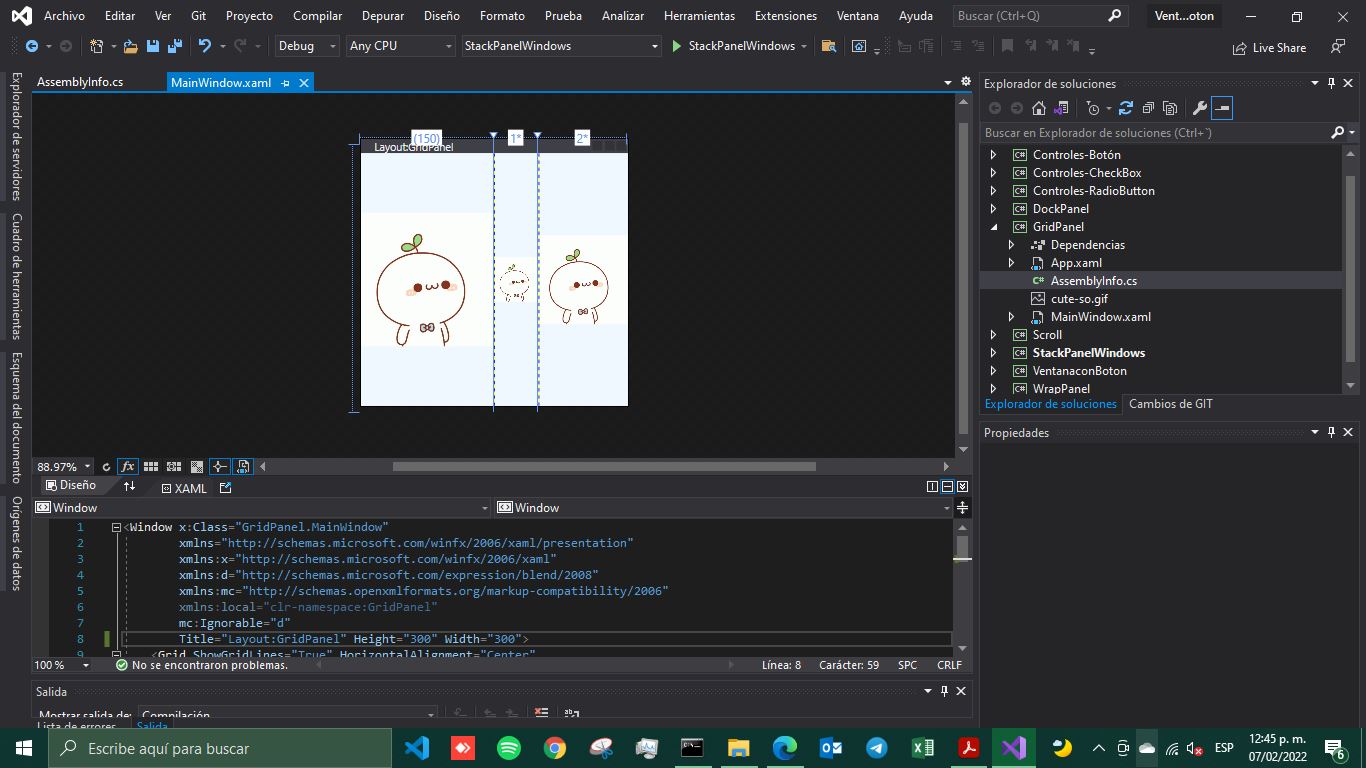 Archivo Editar Ver Git Proyecto Compilar Depurar Diseño Formato Prueba Analizar Herramientas Extensiones Ventana Ayuda Buscar (Ctrl+Q) Vent...oton
Debug Any CPU StackPanelWindows StackPanelWindows Live Share
Explorador de servidores
Cuadro de herramientas
Esquema del documento
Orígenes de datos
AssemblyInfo.cs MainWindow.xaml
(150) 1* 2*
Layout:GridPanel
88.97% fx
Diseño XAML
Window Window
1 <Window x:Class="GridPanel.MainWindow"
2 xmlns="http://schemas.microsoft.com/winfx/2006/xaml/presentation"
3 xmlns:x="http://schemas.microsoft.com/winfx/2006/xaml"
4 xmlns:d="http://schemas.microsoft.com/expression/blend/2008"
5 xmlns:mc="http://schemas.openxmlformats.org/markup-compatibility/2006"
6 xmlns:local="clr-namespace:GridPanel"
7 mc:Ignorable="d"
8 Title="Layout:GridPanel" Height="300" Width="300">
9 <Grid ShowGridLines="True" HorizontalAlignment="Center"
100 % No se encontraron problemas. Línea: 8 Carácter: 59 SPC CRLF
Salida
Mostrar salida de: Compilación
Lista de errores Salida
Explorador de soluciones
Buscar en Explorador de soluciones (Ctrl+`)
C# Controles-Botón
C# Controles-CheckBox
C# Controles-RadioButton
C# DockPanel
C# GridPanel
Dependencias
App.xaml
C# AssemblyInfo.cs
cute-so.gif
MainWindow.xaml
C# Scroll
C# StackPanelWindows
C# VentanaconBoton
C# WrapPanel
Explorador de soluciones Cambios de GIT
Propiedades
Escribe aquí para buscar
ESP 12:45 p. m.
07/02/2022
6